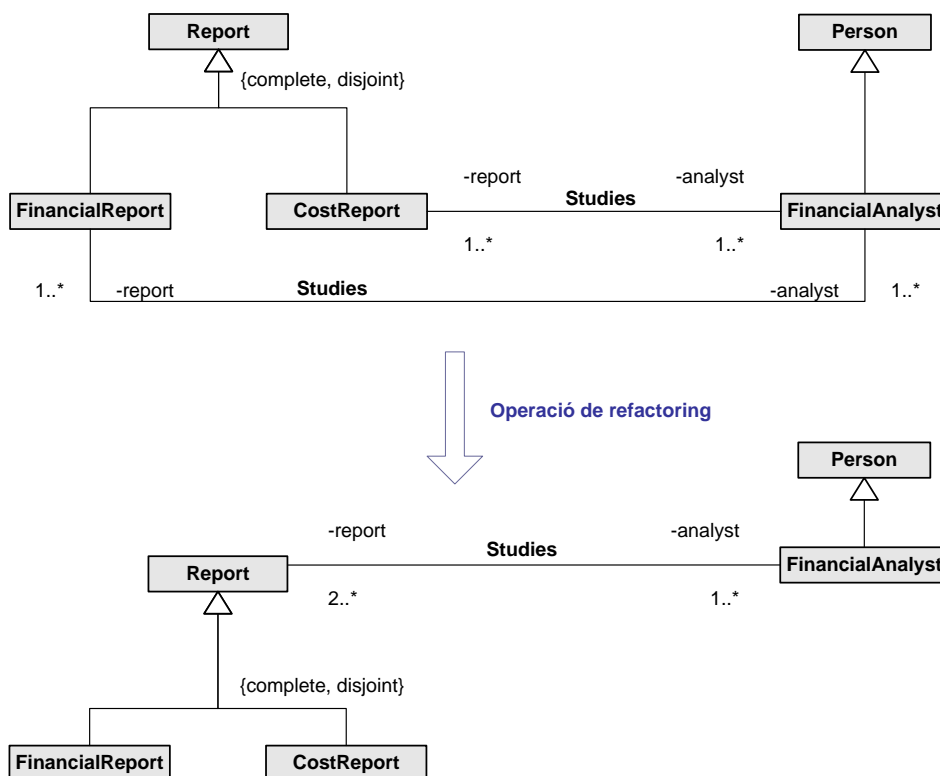 Report
Person
{complete, disjoint}
-report
-analyst
Studies
FinancialReport
CostReport
FinancialAnalyst
1..*
1..*
1..*
-report
Studies
-analyst
1..*
Operació de refactoring
Person
-report
-analyst
Studies
Report
FinancialAnalyst
2..*
1..*
{complete, disjoint}
FinancialReport
CostReport